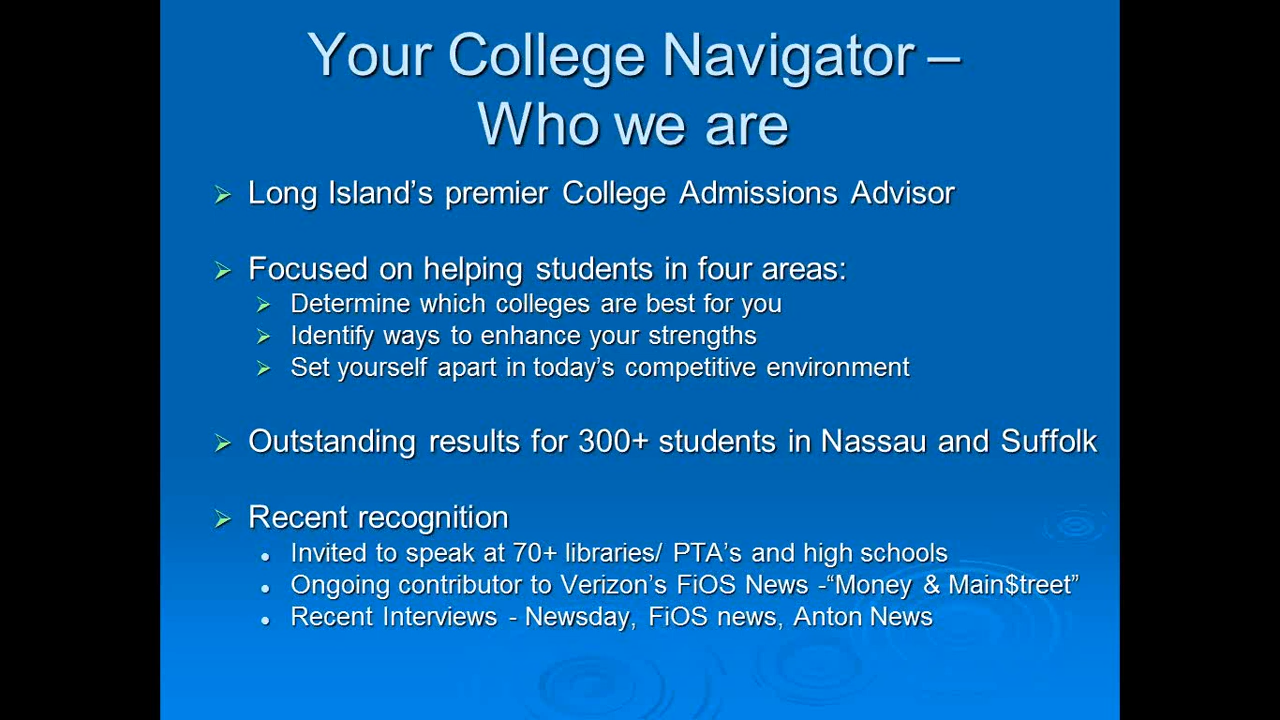 Your College Navigator –
Who we are
Long Island’s premier College Admissions Advisor
Focused on helping students in four areas:
Determine which colleges are best for you
Identify ways to enhance your strengths
Set yourself apart in today’s competitive environment
Outstanding results for 300+ students in Nassau and Suffolk
Recent recognition
Invited to speak at 70+ libraries/ PTA’s and high schools
Ongoing contributor to Verizon’s FiOS News -“Money & Main$treet”
Recent Interviews - Newsday, FiOS news, Anton News